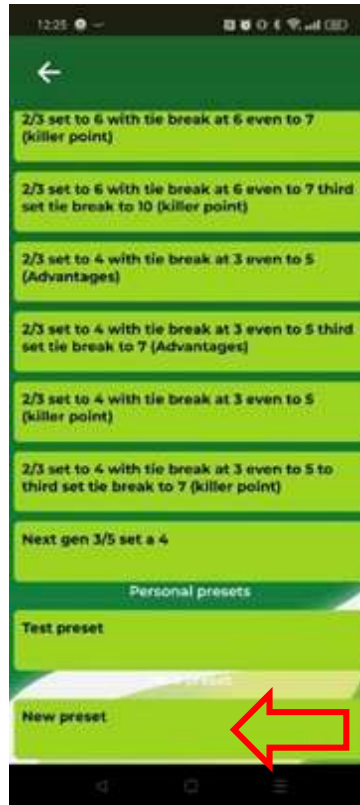 12:25
2/3 set to 6 with tie break at 6 even to 7
(killer point)
2/3 set to 6 with tie break at 6 even to 7 third
set tie break to 10 (killer point)
2/3 set to 4 with tie break at 3 even to 5
(Advantages)
2/3 set to 4 with tie break at 3 even to 5 third
set tie break to 7 (Advantages)
2/3 set to 4 with tie break at 3 even to 5
(killer point)
2/3 set to 4 with tie break at 3 even to 5 to
third set tie break to 7 (killer point)
Next gen 3/5 set a 4
Personal presets
Test preset
New preset